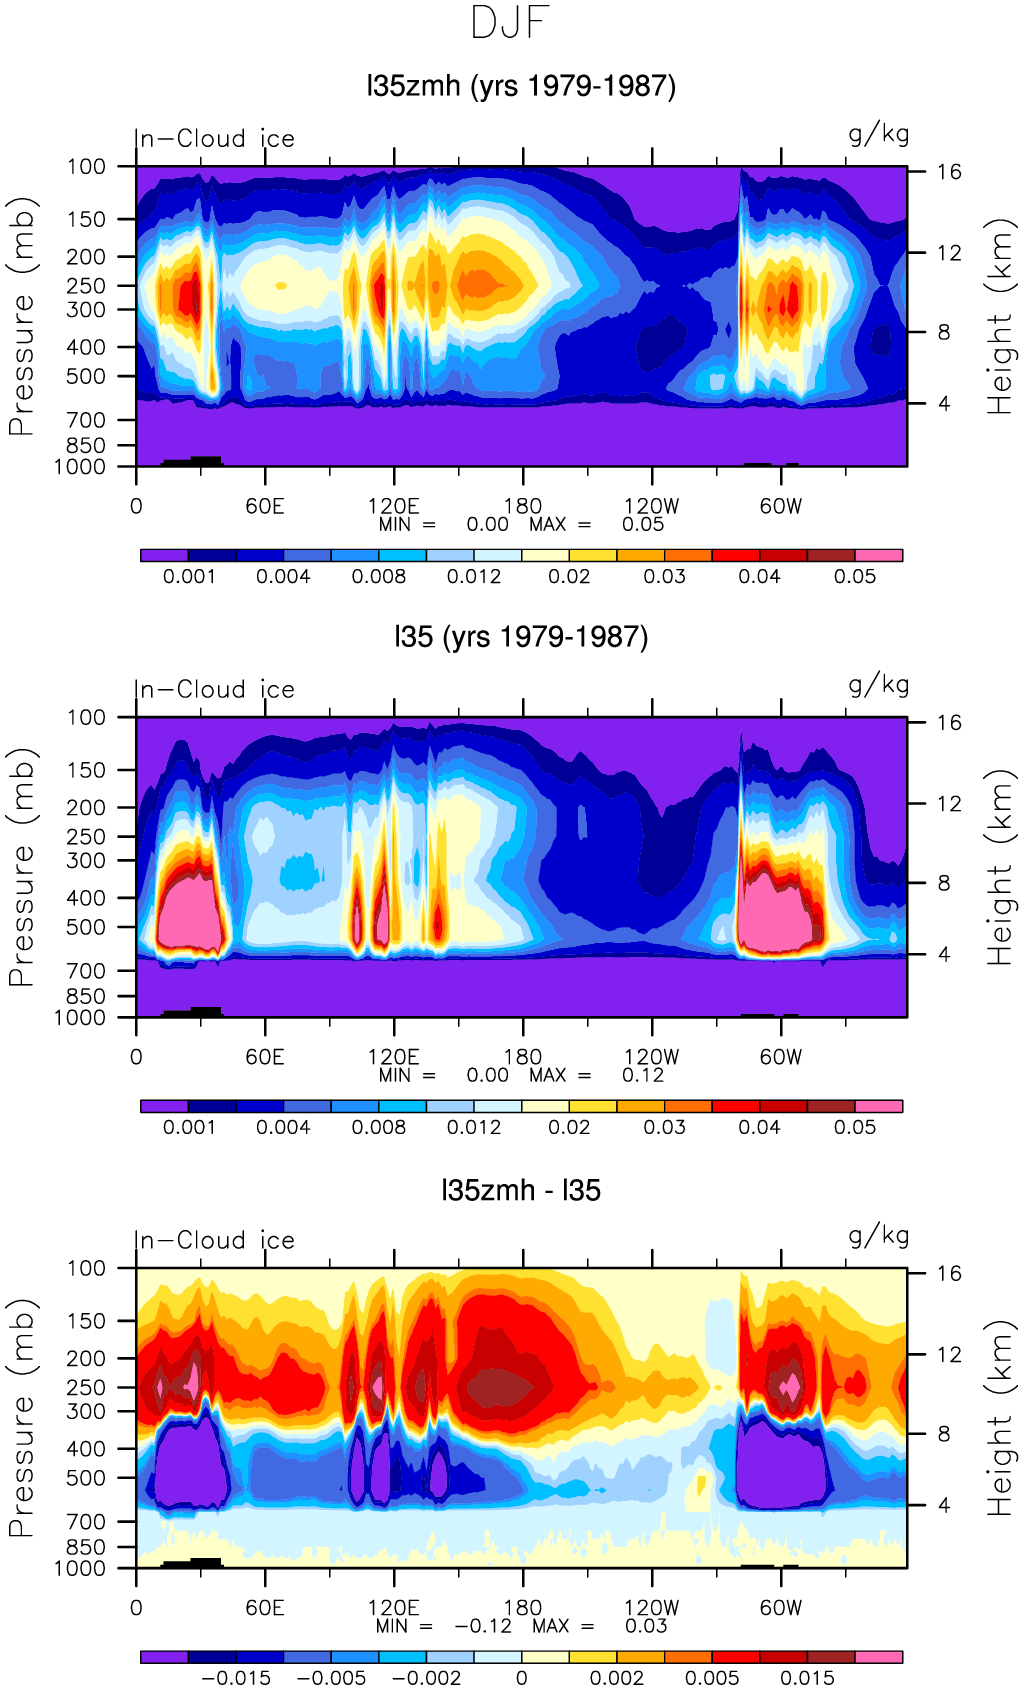 DJF
l35zmh (yrs 1979-1987)
In-Cloud ice
g/kg
Pressure (mb)
100
150
200
250
300
400
500
700
850
1000
16
12
8
4
Height (km)
0
60E
120E
180
120W
60W
MIN = 0.00 MAX = 0.05
0.001
0.004
0.008
0.012
0.02
0.03
0.04
0.05
l35 (yrs 1979-1987)
In-Cloud ice
g/kg
Pressure (mb)
100
150
200
250
300
400
500
700
850
1000
16
12
8
4
Height (km)
0
60E
120E
180
120W
60W
MIN = 0.00 MAX = 0.12
0.001
0.004
0.008
0.012
0.02
0.03
0.04
0.05
l35zmh - l35
In-Cloud ice
g/kg
Pressure (mb)
100
150
200
250
300
400
500
700
850
1000
16
12
8
4
Height (km)
0
60E
120E
180
120W
60W
MIN = -0.12 MAX = 0.03
-0.015
-0.005
-0.002
0
0.002
0.005
0.015